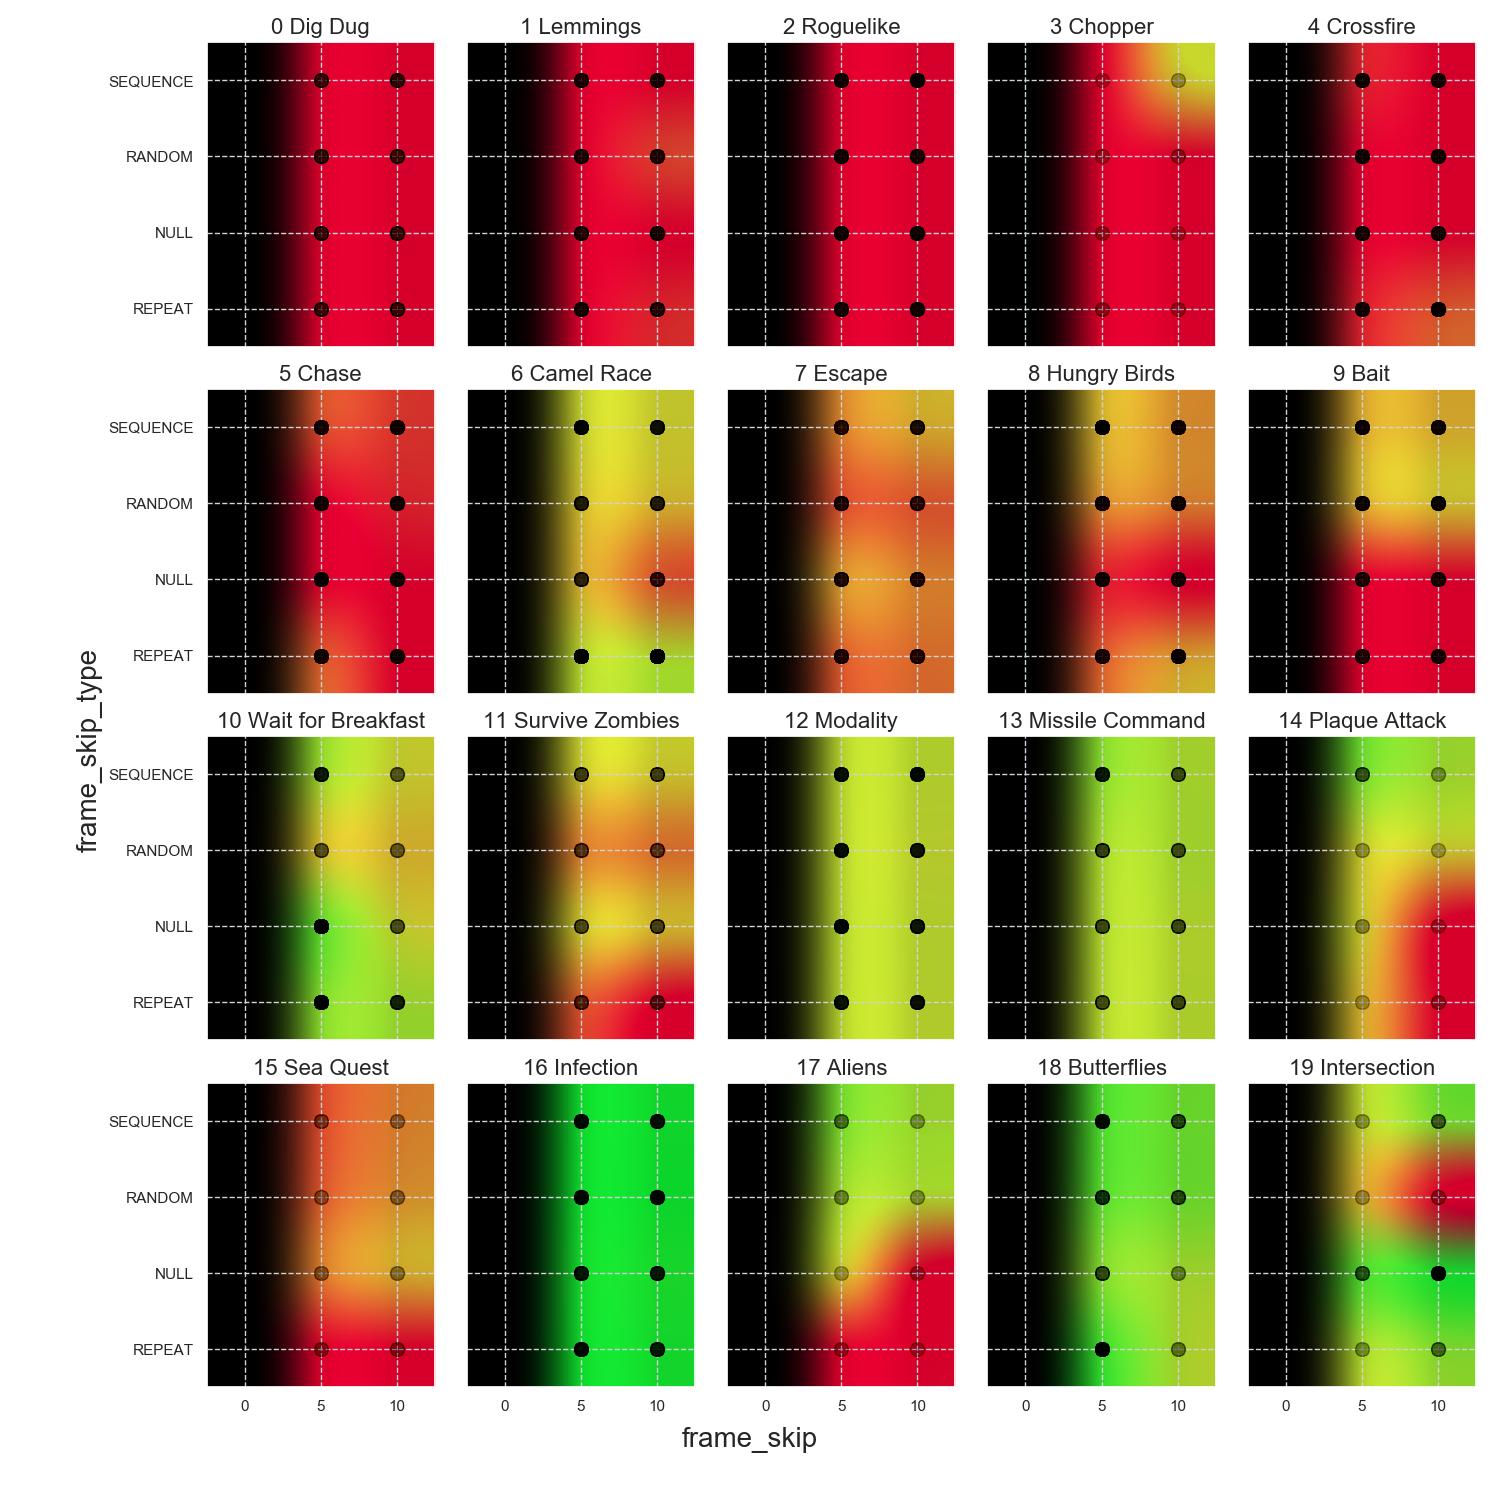 0 Dig Dug
1 Lemmings
2 Roguelike
3 Chopper
4 Crossfire
SEQUENCE
RANDOM
NULL
REPEAT
5 Chase
6 Camel Race
7 Escape
8 Hungry Birds
9 Bait
SEQUENCE
RANDOM
NULL
REPEAT
frame_skip_type
10 Wait for Breakfast
11 Survive Zombies
12 Modality
13 Missile Command
14 Plaque Attack
SEQUENCE
RANDOM
NULL
REPEAT
15 Sea Quest
16 Infection
17 Aliens
18 Butterflies
19 Intersection
SEQUENCE
RANDOM
NULL
REPEAT
0 5 10
0 5 10
0 5 10
0 5 10
0 5 10
frame_skip